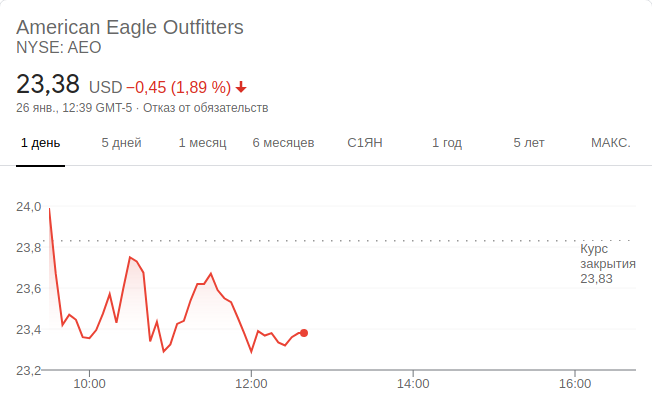 American Eagle Outfitters
NYSE: AEO
23,38 USD −0,45 (1,89 %)
26 янв., 12:39 GMT-5 · Отказ от обязательств
1 день 5 дней 1 месяц 6 месяцев С1ЯН 1 год 5 лет МАКС.
24,0
23,8
Курс
закрытия
23,83
23,6
23,4
23,2
10:00 12:00 14:00 16:00